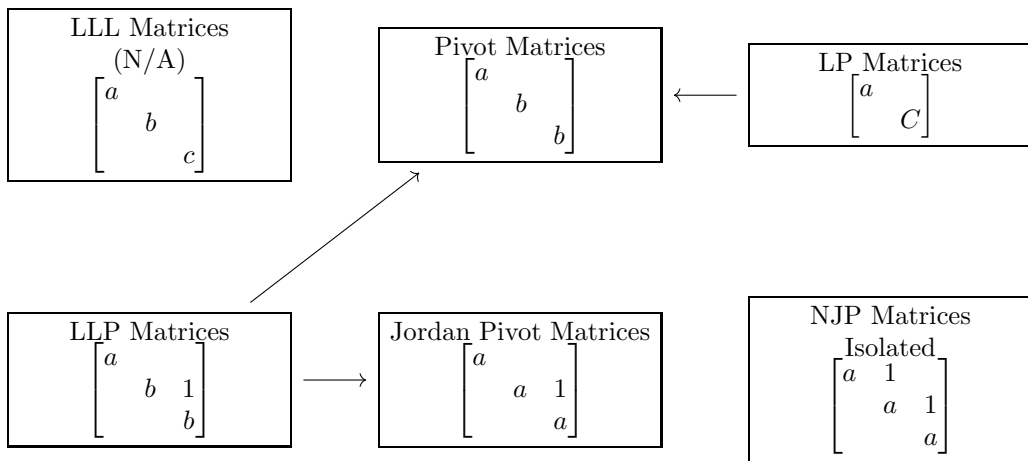 LLL Matrices
(N/A)
a
b
c
Pivot Matrices
a
b
b
LP Matrices
a
C
LLP Matrices
a
b 1
b
Jordan Pivot Matrices
a
a 1
a
NJP Matrices
Isolated
a 1
a 1
a